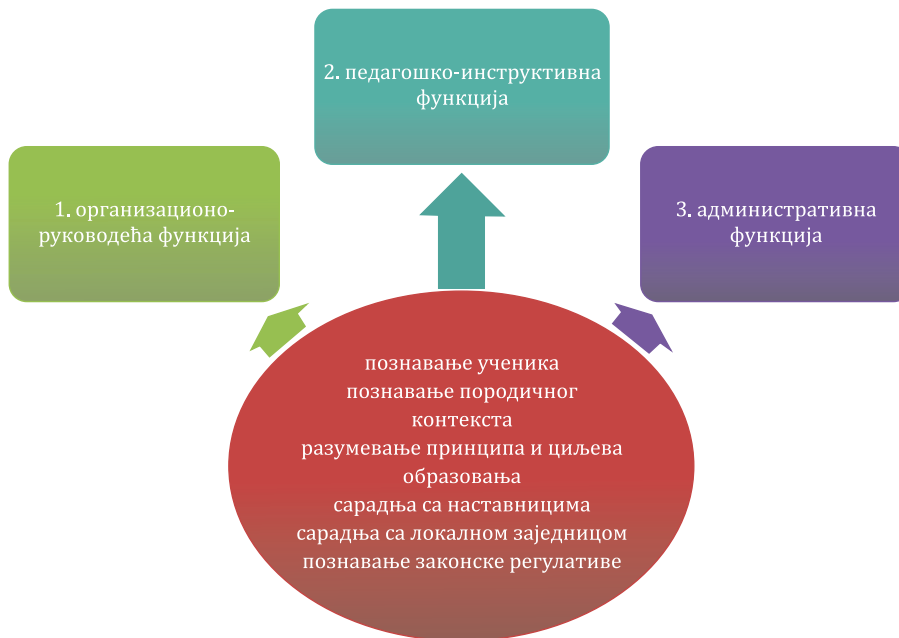 2. педагошко-инструктивна
функција
1. организационо-
руководећа функција
3. административна
функција
познавање ученика
познавање породичног
контекста
разумевање принципа и циљева
образовања
сарадња са наставницима
сарадња са локалном заједницом
познавање законске регулативе